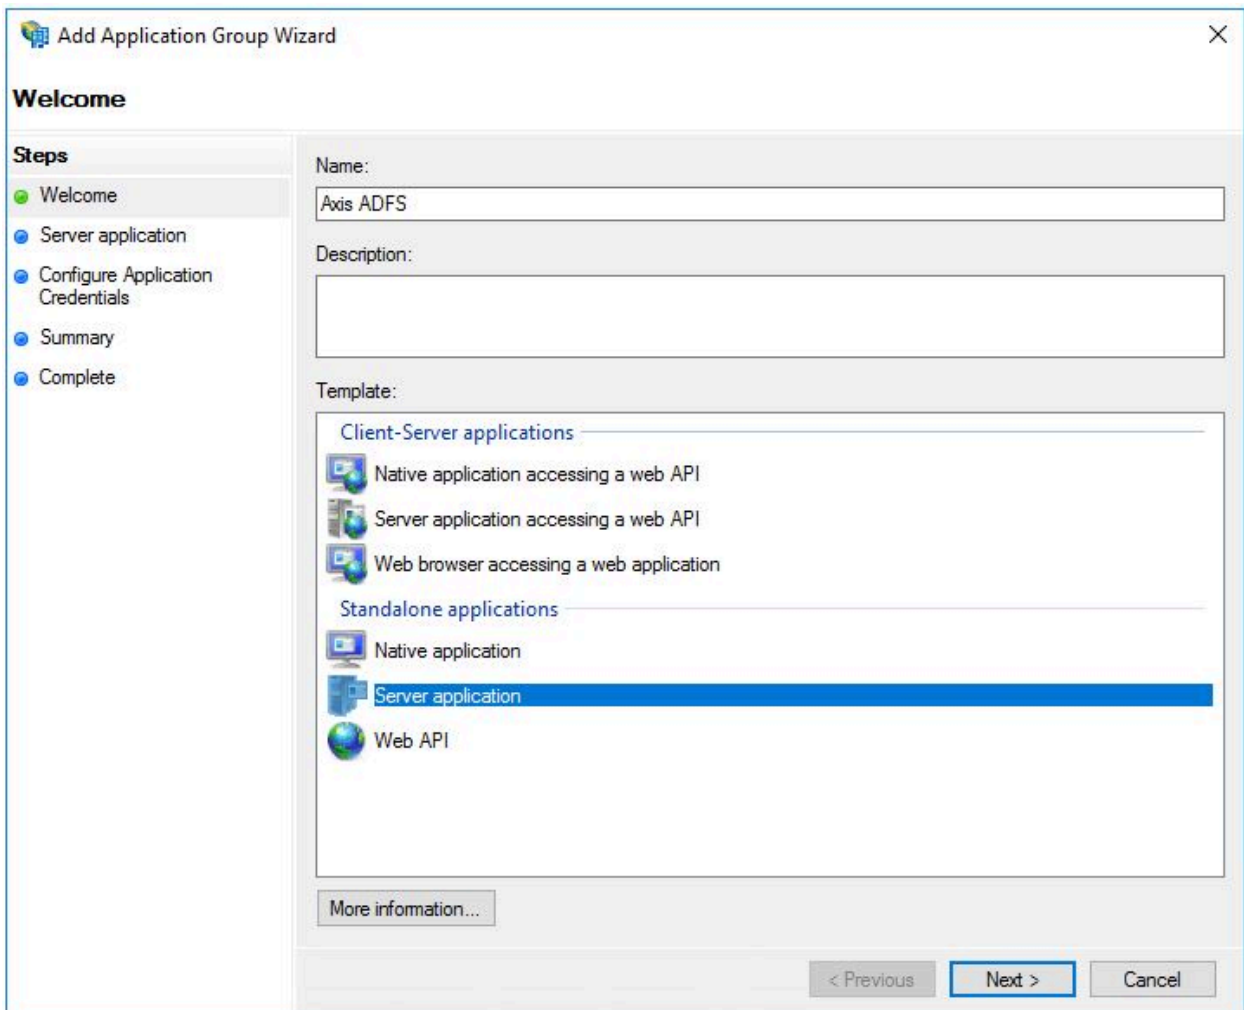 Add Application Group Wizard
Welcome
Steps
Welcome
Server application
Configure Application
Credentials
Summary
Complete
Name:
Axis ADFS
Description:
Template:
Client-Server applications
Native application accessing a web API
Server application accessing a web API
Web browser accessing a web application
Standalone applications
Native application
Server application
Web API
More information...
< Previous
Next >
Cancel